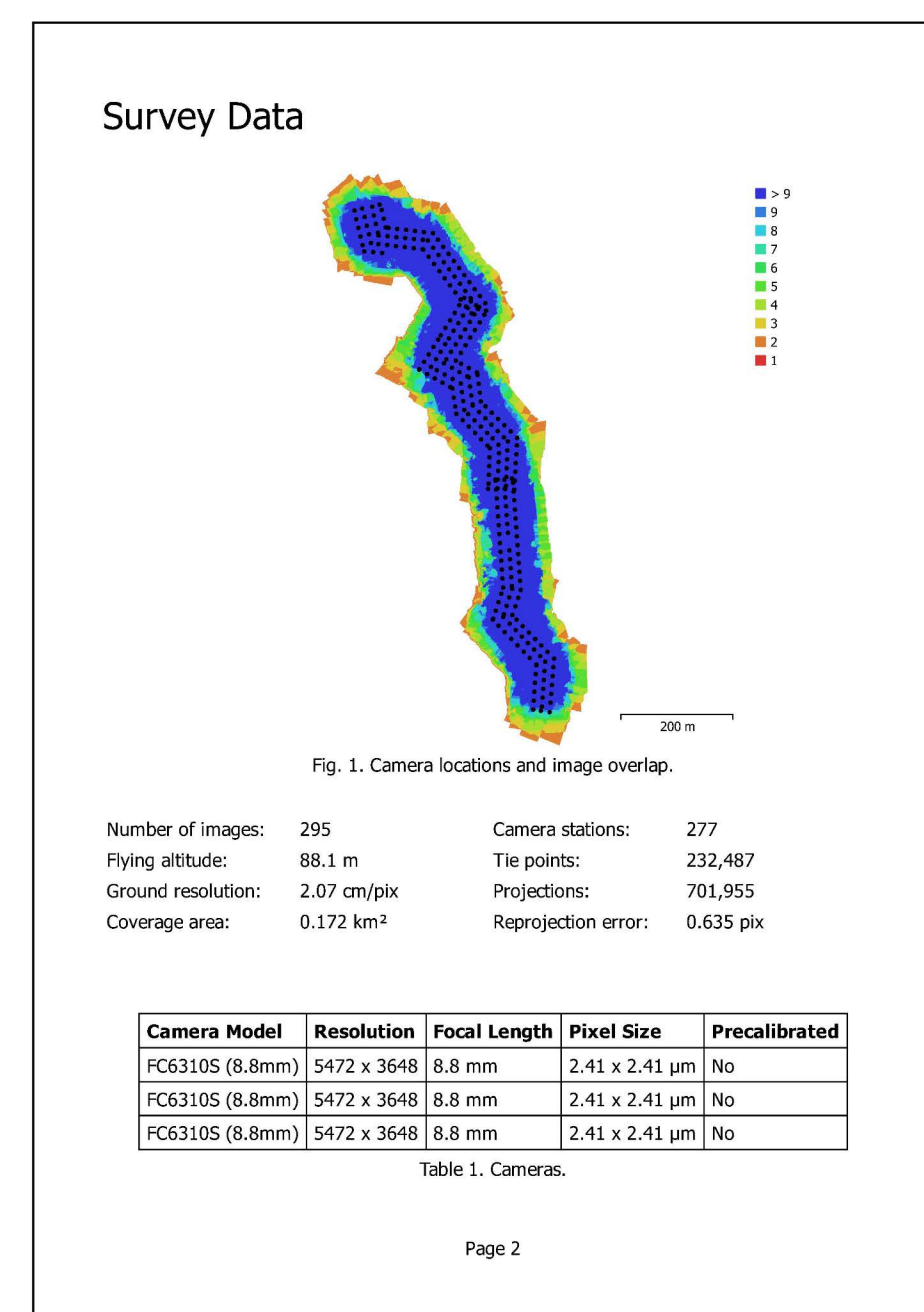 Survey Data
> 9
9
8
7
6
5
4
3
2
1
200 m
Fig. 1. Camera locations and image overlap.
Number of images: 295 Camera stations: 277
Flying altitude: 88.1 m Tie points: 232,487
Ground resolution: 2.07 cm/pix Projections: 701,955
Coverage area: 0.172 km² Reprojection error: 0.635 pix
Camera Model Resolution Focal Length Pixel Size Precalibrated
FC6310S (8.8mm) 5472 x 3648 8.8 mm 2.41 x 2.41 µm No
FC6310S (8.8mm) 5472 x 3648 8.8 mm 2.41 x 2.41 µm No
FC6310S (8.8mm) 5472 x 3648 8.8 mm 2.41 x 2.41 µm No
Table 1. Cameras.
Page 2